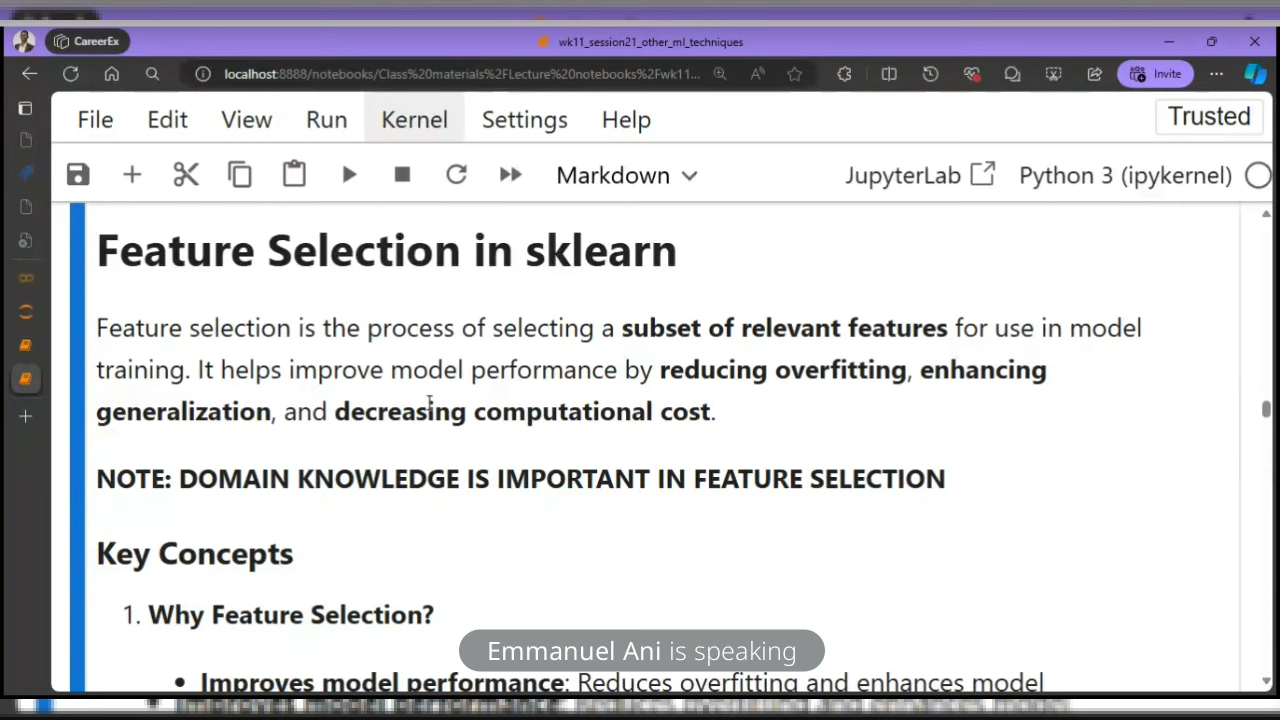 CareerEx
wk11_session21_other_ml_techniques
localhost:8888/notebooks/Class%20materials%2FLecture%20notebooks%2Fwk11...
Invite
File Edit View Run Kernel Settings Help
Trusted
Markdown
JupyterLab
Python 3 (ipykernel)
Feature Selection in sklearn
Feature selection is the process of selecting a subset of relevant features for use in model
training. It helps improve model performance by reducing overfitting, enhancing
generalization, and decreasing computational cost.
NOTE: DOMAIN KNOWLEDGE IS IMPORTANT IN FEATURE SELECTION
Key Concepts
1. Why Feature Selection?
• Improves model performance: Reduces overfitting and enhances model
Emmanuel Ani is speaking